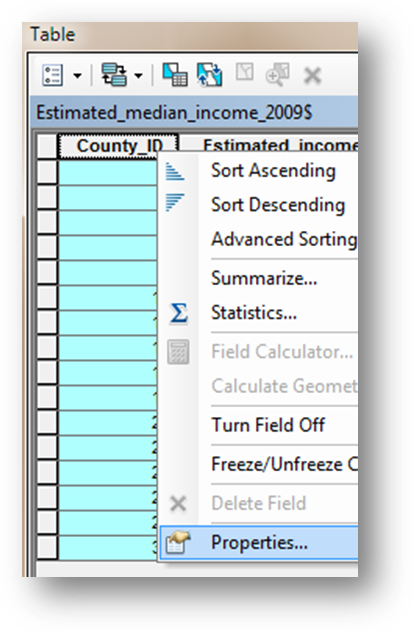 Table
Estimated_median_income_2009$
County_ID Estimated_income
Sort Ascending
Sort Descending
Advanced Sorting
Summarize...
Σ Statistics...
Field Calculator...
Calculate Geomet
Turn Field Off
Freeze/Unfreeze C
Delete Field
Properties...